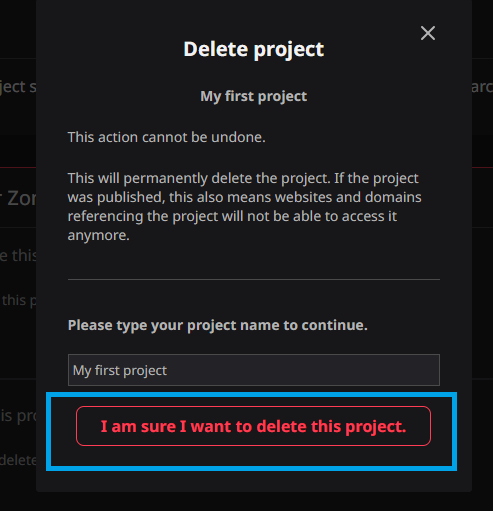 Delete project
My first project
This action cannot be undone.
This will permanently delete the project. If the project
was published, this also means websites and domains
referencing the project will not be able to access it
anymore.
Please type your project name to continue.
My first project
I am sure I want to delete this project.
ject s
arc
r Zon
e this
this p
is pro
delete